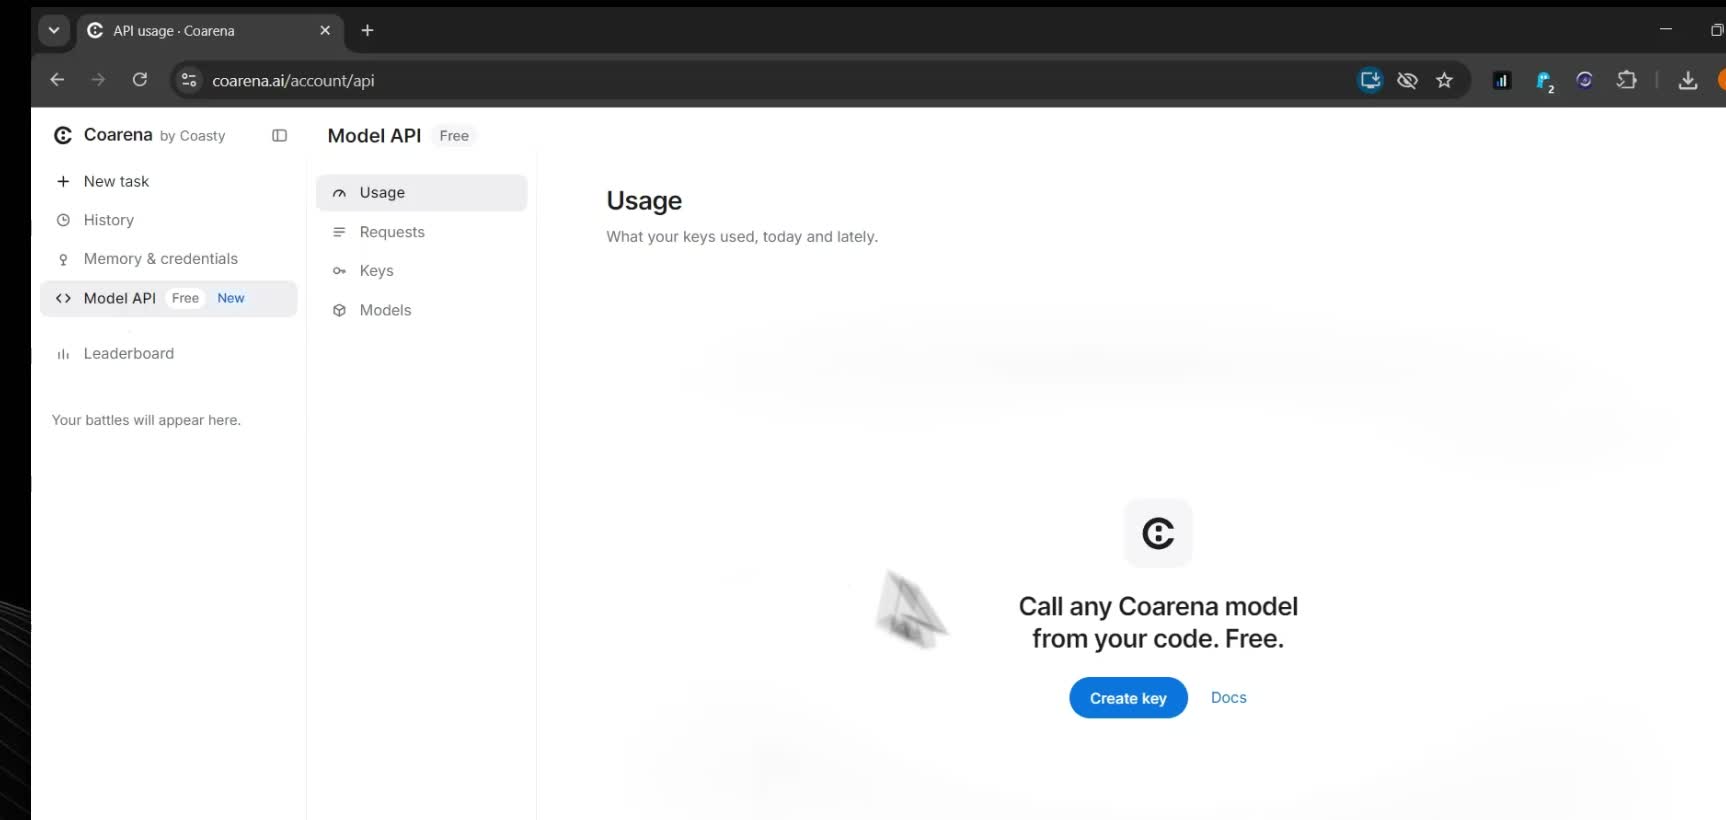 API usage · Coarena
coarena.ai/account/api
2
Coarena by Coasty
New task
History
Memory & credentials
Model API Free New
Leaderboard
Your battles will appear here.
Model API Free
Usage
Requests
Keys
Models
Usage
What your keys used, today and lately.
Call any Coarena model
from your code. Free.
Create key
Docs